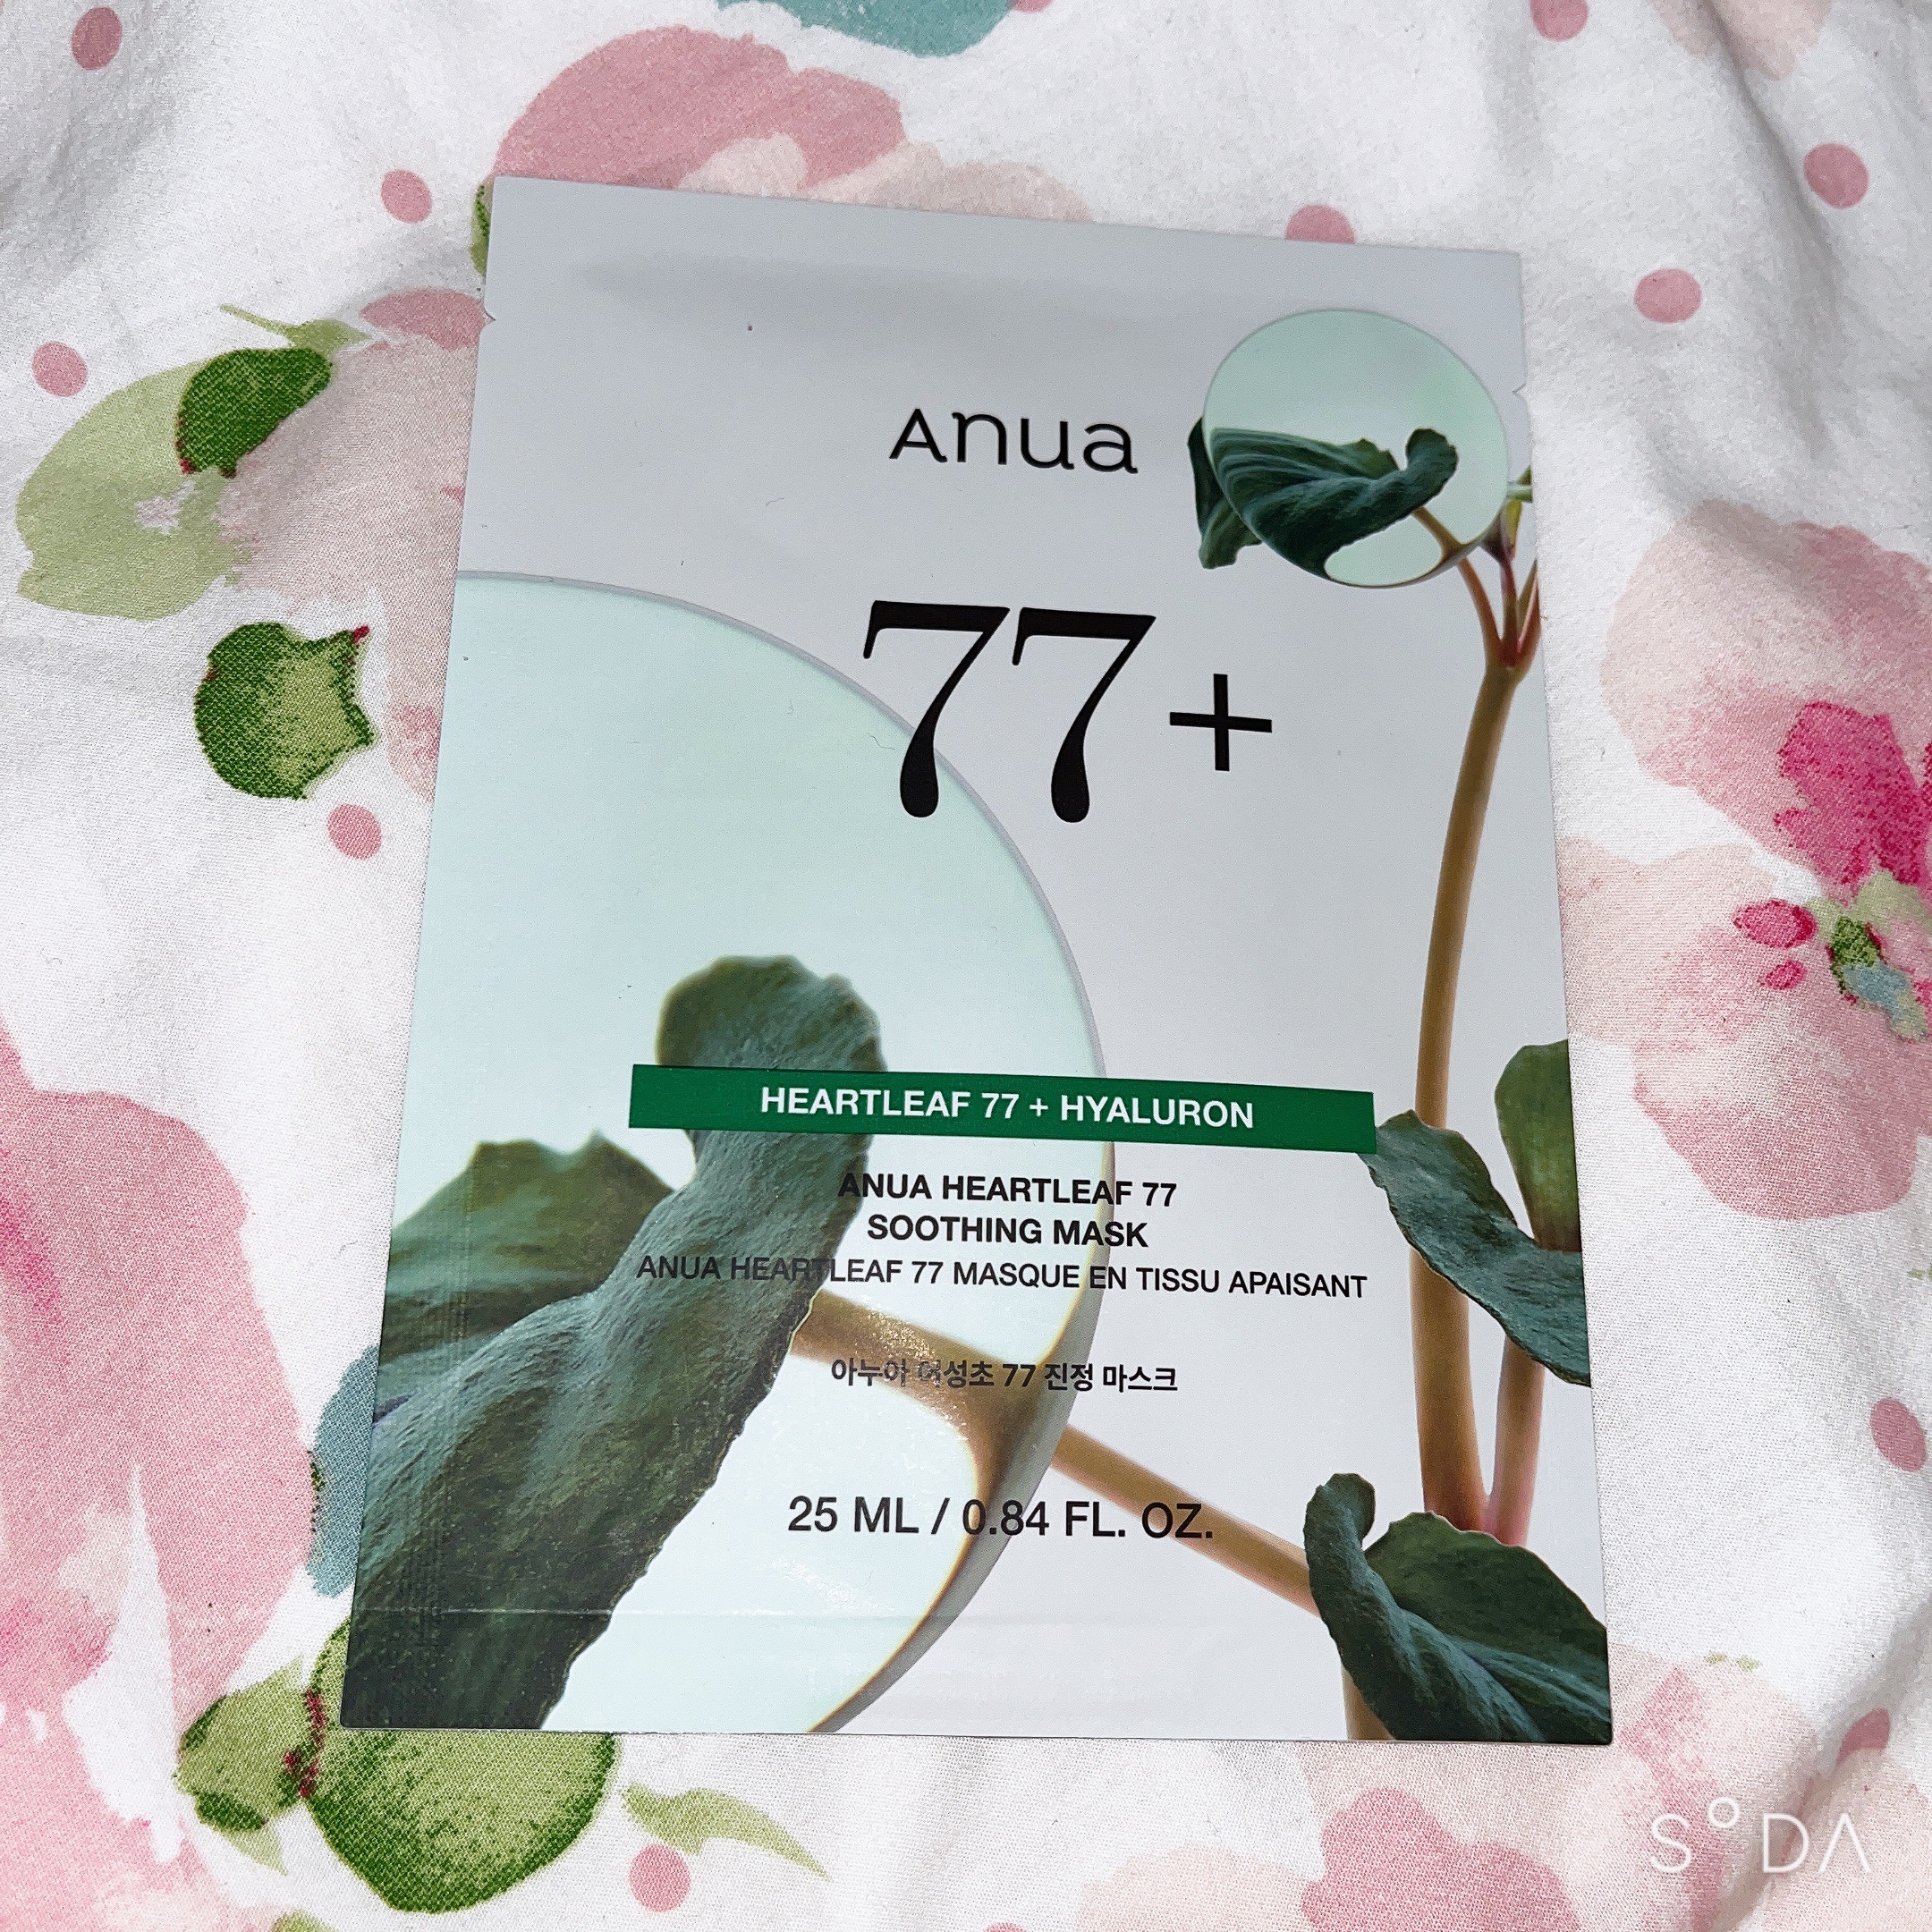 Anua
77+
HEARTLEAF 77 + HYALURON
ANUA HEARTLEAF 77
SOOTHING MASK
ANUA HEARTLEAF 77 MASQUE EN TISSU APAISANT
아누아 어성초 77 진정 마스크
25 ML / 0.84 FL. OZ.
SODA